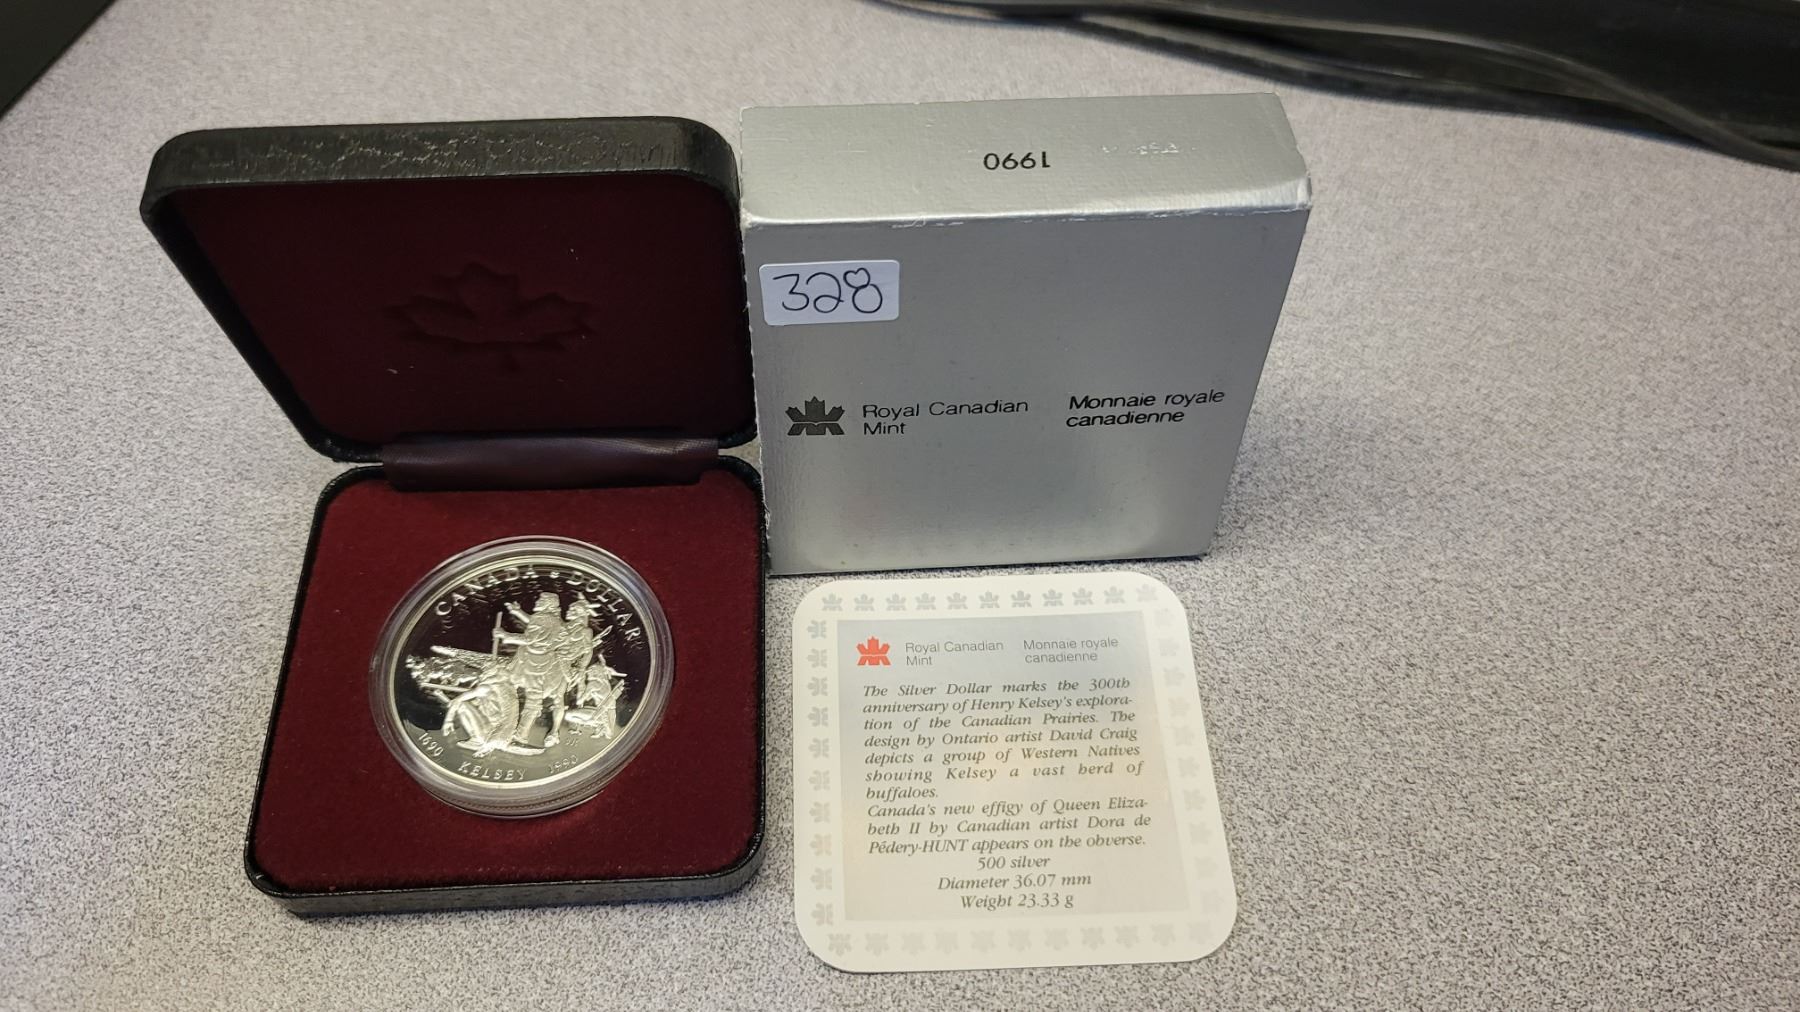 1990
328
Royal Canadian
Mint
Monnaie royale
canadienne
CANADA DOLLAR
1690 KELSEY 1990
Royal Canadian
Mint
Monnaie royale
canadienne
The Silver Dollar marks the 300th
anniversary of Henry Kelsey's explora-
tion of the Canadian Prairies. The
design by Ontario artist David Craig
depicts a group of Western Natives
showing Kelsey a vast herd of
buffaloes.
Canada's new effigy of Queen Eliza-
beth II by Canadian artist Dora de
Pédery-HUNT appears on the obverse.
500 silver
Diameter 36.07 mm
Weight 23.33 g